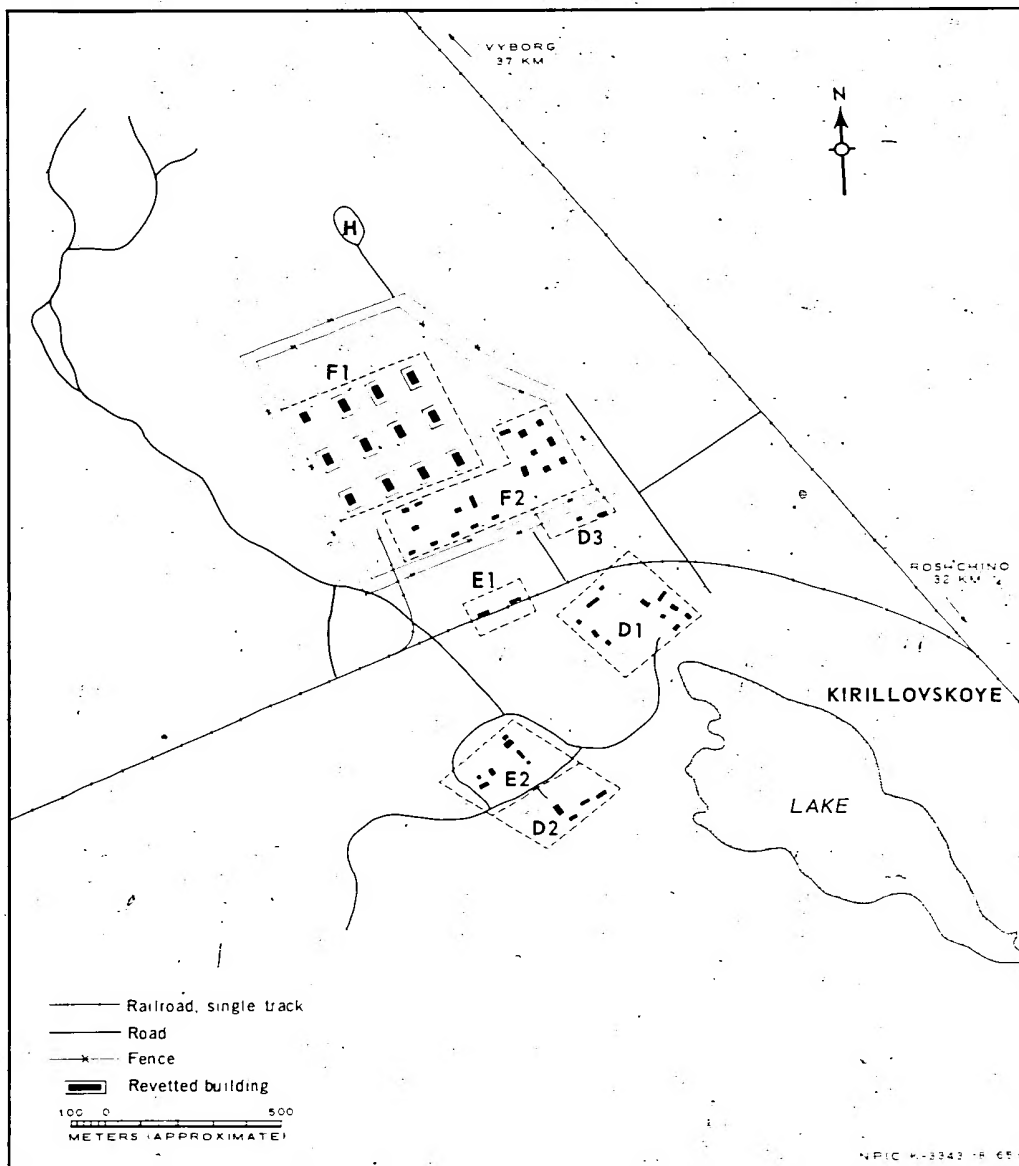 VYBORG
37 KM
N
H
F1
F2
D3
ROSHCHINO
32 KM
E1
D1
KIRILLOVSKOYE
E2
LAKE
D2
Railroad, single track
Road
Fence
Revetted building
100 0 500
METERS (APPROXIMATE)